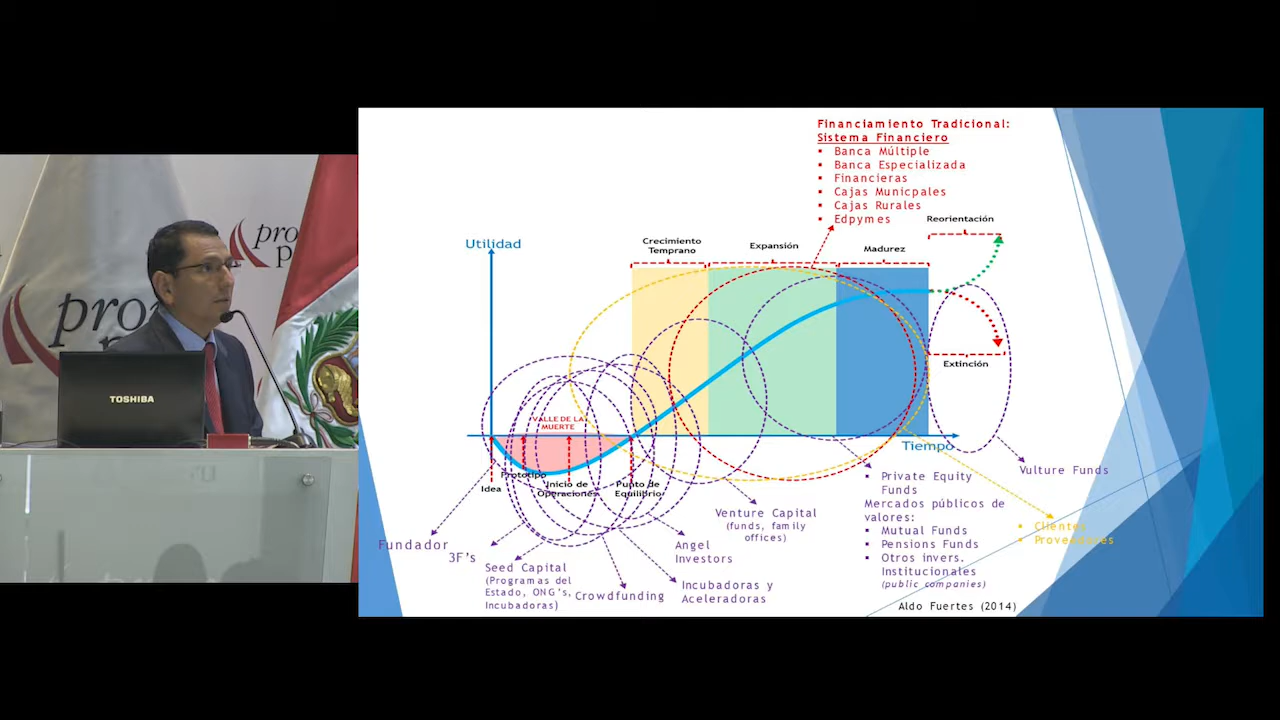 pro
pro
p
TOSHIBA
Financiamiento Tradicional:
Sistema Financiero
▪ Banca Múltiple
▪ Banca Especializada
▪ Financieras
▪ Cajas Municpales
▪ Cajas Rurales
▪ Edpymes
Reorientación
Utilidad
Crecimiento
Temprano
Expansión
Madurez
Extinción
VALLE DE LA
MUERTE
Tiempo
Idea
Prototipo
Inicio de
Operaciones
Punto de
Equilibrio
Fundador
3F's
Seed Capital
(Programas del
Estado, ONG's,
Incubadoras)
Crowdfunding
Angel
Investors
Incubadoras y
Aceleradoras
Venture Capital
(funds, family
offices)
▪ Private Equity
Funds
Mercados públicos de
valores:
▪ Mutual Funds
▪ Pensions Funds
▪ Otros invers.
Institucionales
(public companies)
Vulture Funds
▪ Clientes
▪ Proveedores
Aldo Fuertes (2014)